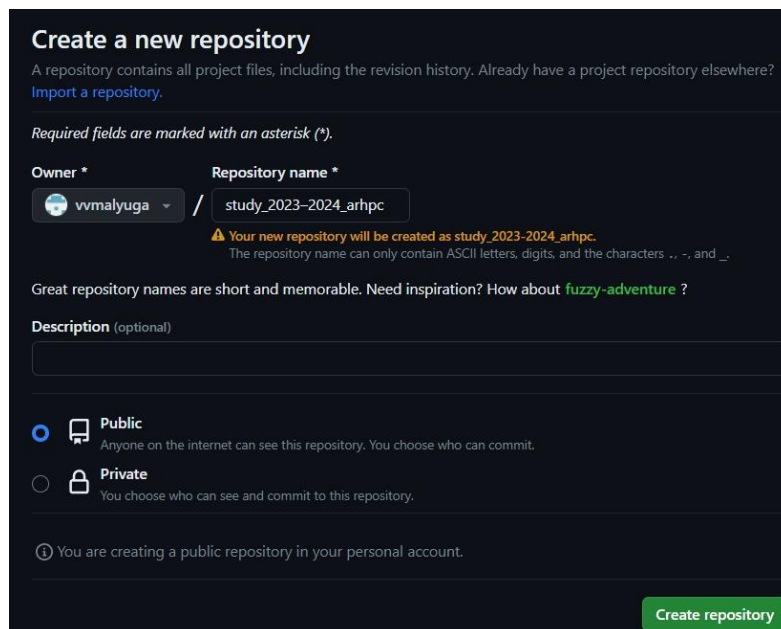 Create a new repository
A repository contains all project files, including the revision history. Already have a project repository elsewhere?
Import a repository.
Required fields are marked with an asterisk (*).
Owner * Repository name *
vvmalyuga / study_2023–2024_arhpc
Your new repository will be created as study_2023-2024_arhpc.
The repository name can only contain ASCII letters, digits, and the characters ., -, and _.
Great repository names are short and memorable. Need inspiration? How about fuzzy-adventure ?
Description (optional)
Public
Anyone on the internet can see this repository. You choose who can commit.
Private
You choose who can see and commit to this repository.
You are creating a public repository in your personal account.
Create repository